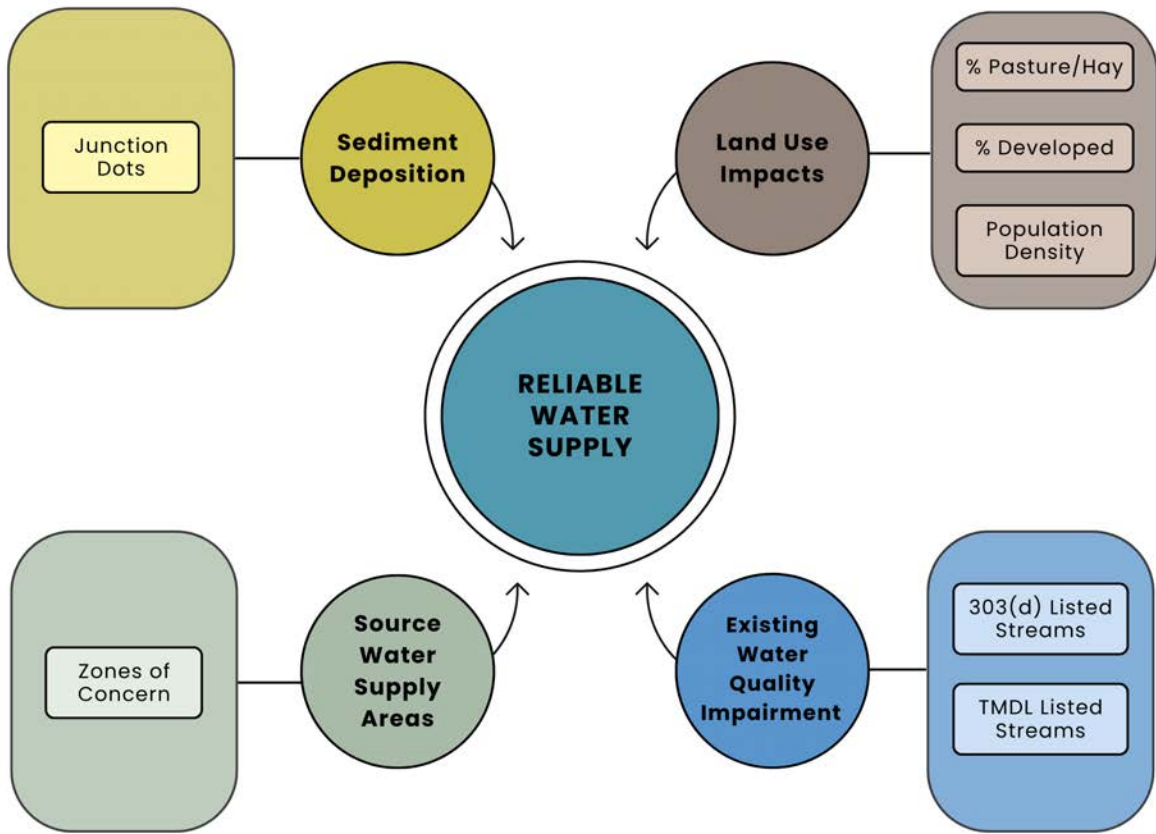 Junction
Dots
Sediment
Deposition
Land Use
Impacts
% Pasture/Hay
% Developed
Population
Density
RELIABLE
WATER
SUPPLY
Zones of
Concern
Source
Water
Supply
Areas
Existing
Water
Quality
Impairment
303(d) Listed
Streams
TMDL Listed
Streams